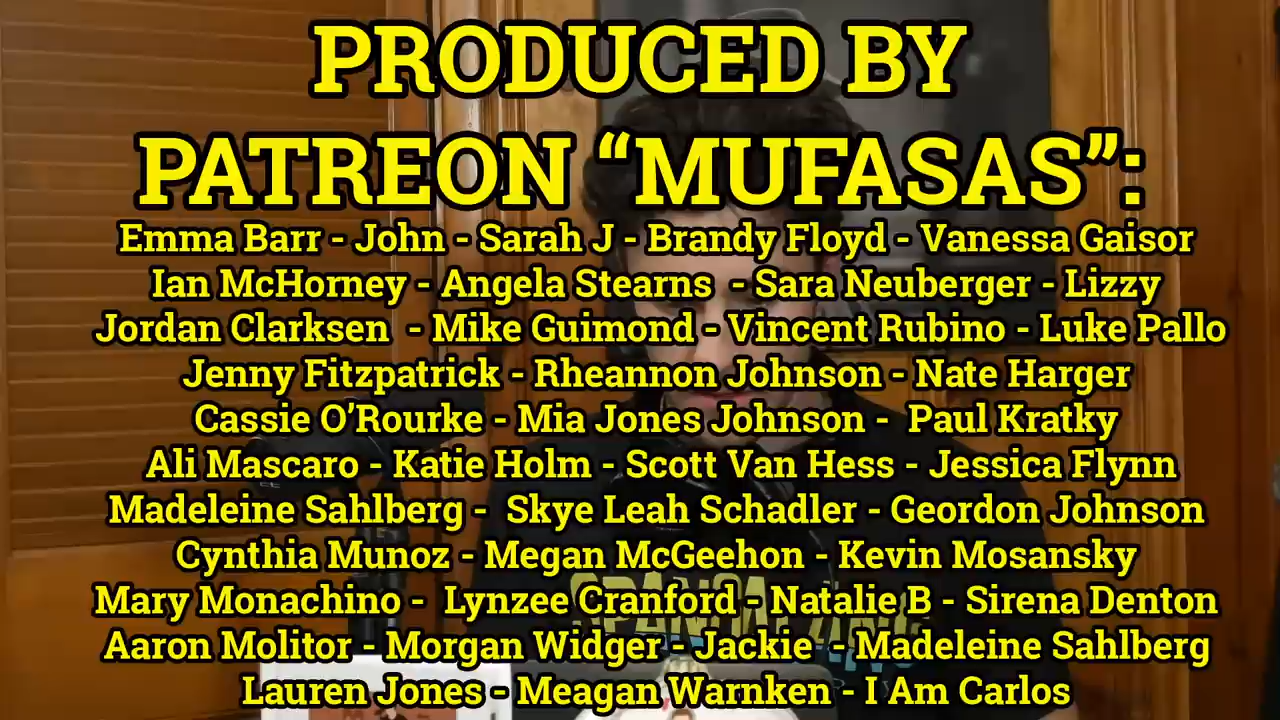 PRODUCED BY
PATREON “MUFASAS”:
Emma Barr - John - Sarah J - Brandy Floyd - Vanessa Gaisor
Ian McHorney - Angela Stearns - Sara Neuberger - Lizzy
Jordan Clarksen - Mike Guimond - Vincent Rubino - Luke Pallo
Jenny Fitzpatrick - Rheannon Johnson - Nate Harger
Cassie O’Rourke - Mia Jones Johnson - Paul Kratky
Ali Mascaro - Katie Holm - Scott Van Hess - Jessica Flynn
Madeleine Sahlberg - Skye Leah Schadler - Geordon Johnson
Cynthia Munoz - Megan McGeehon - Kevin Mosansky
Mary Monachino - Lynzee Cranford - Natalie B - Sirena Denton
Aaron Molitor - Morgan Widger - Jackie - Madeleine Sahlberg
Lauren Jones - Meagan Warnken - I Am Carlos